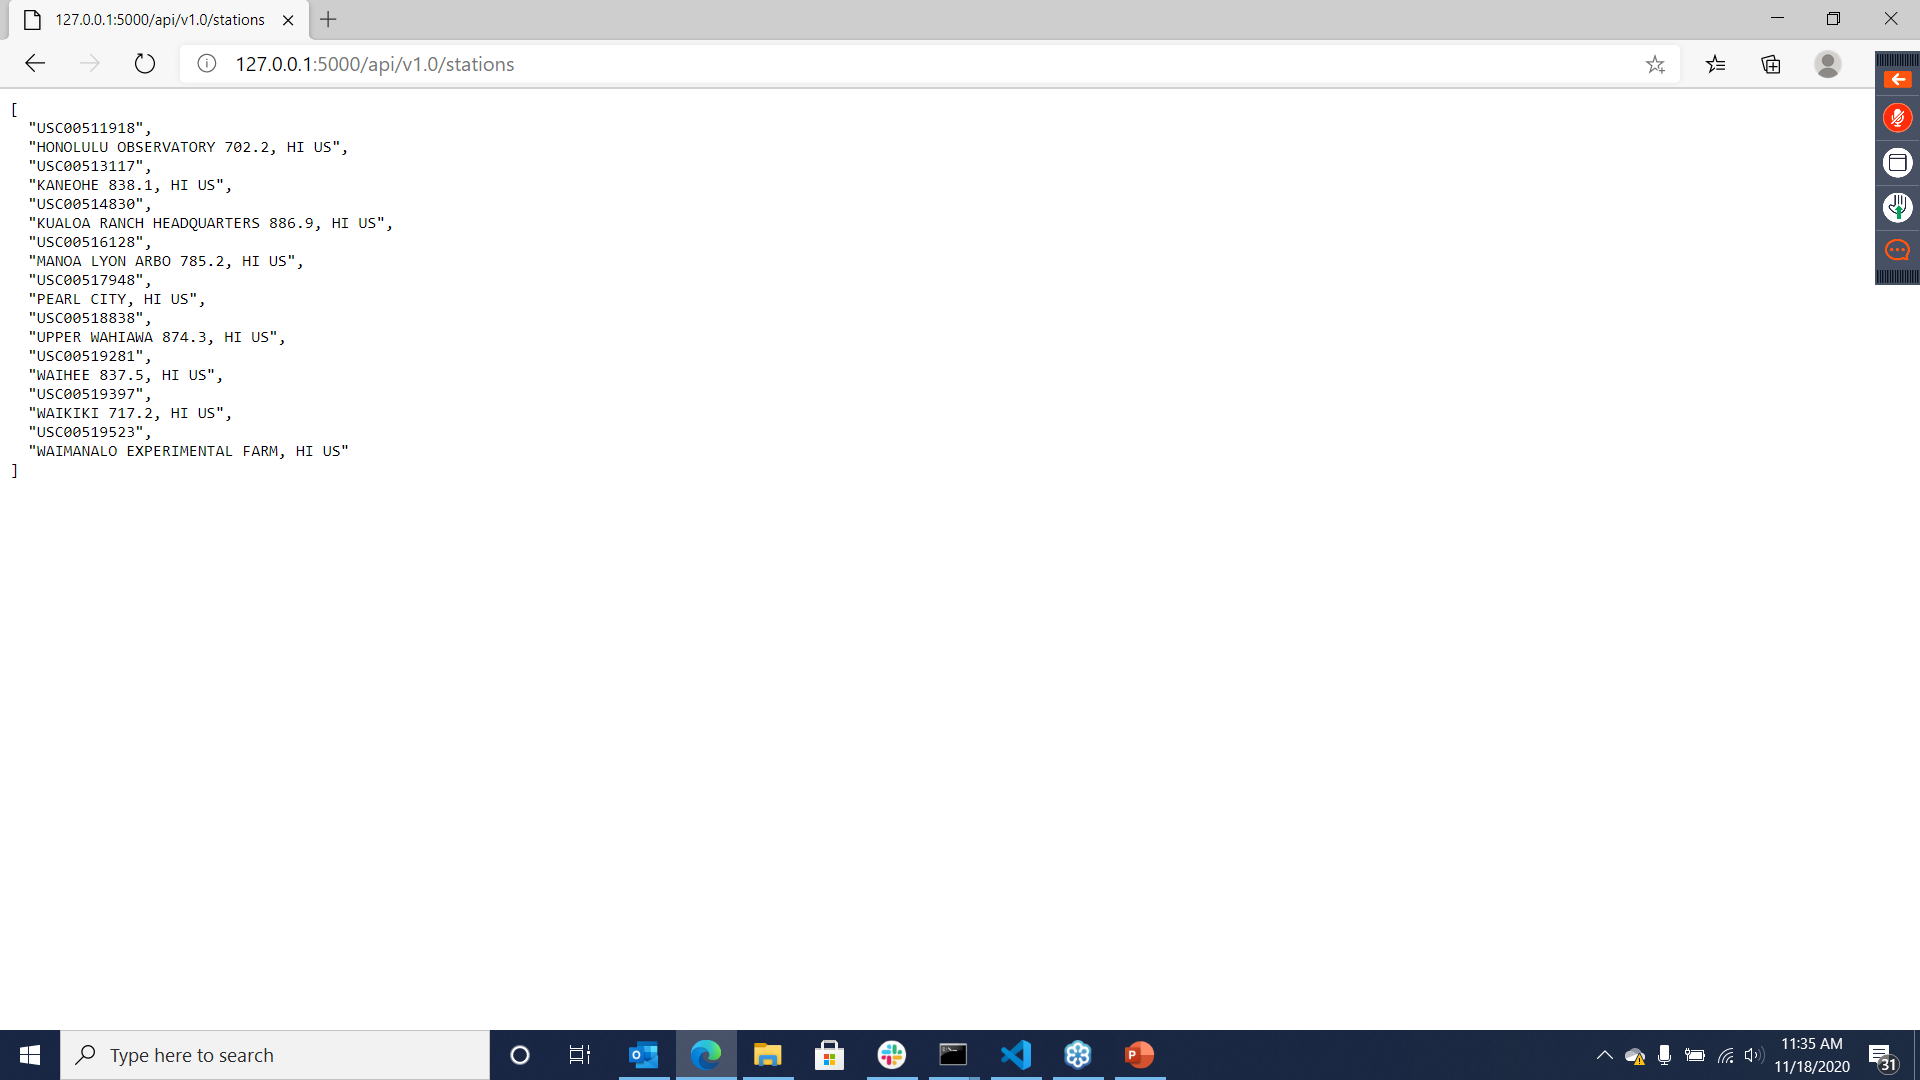 127.0.0.1:5000/api/v1.0/stations
127.0.0.1:5000/api/v1.0/stations
[
"USC00511918",
"HONOLULU OBSERVATORY 702.2, HI US",
"USC00513117",
"KANEOHE 838.1, HI US",
"USC00514830",
"KUALOA RANCH HEADQUARTERS 886.9, HI US",
"USC00516128",
"MANOA LYON ARBO 785.2, HI US",
"USC00517948",
"PEARL CITY, HI US",
"USC00518838",
"UPPER WAHIAWA 874.3, HI US",
"USC00519281",
"WAIHEE 837.5, HI US",
"USC00519397",
"WAIKIKI 717.2, HI US",
"USC00519523",
"WAIMANALO EXPERIMENTAL FARM, HI US"
]
Type here to search
11:35 AM
11/18/2020
31